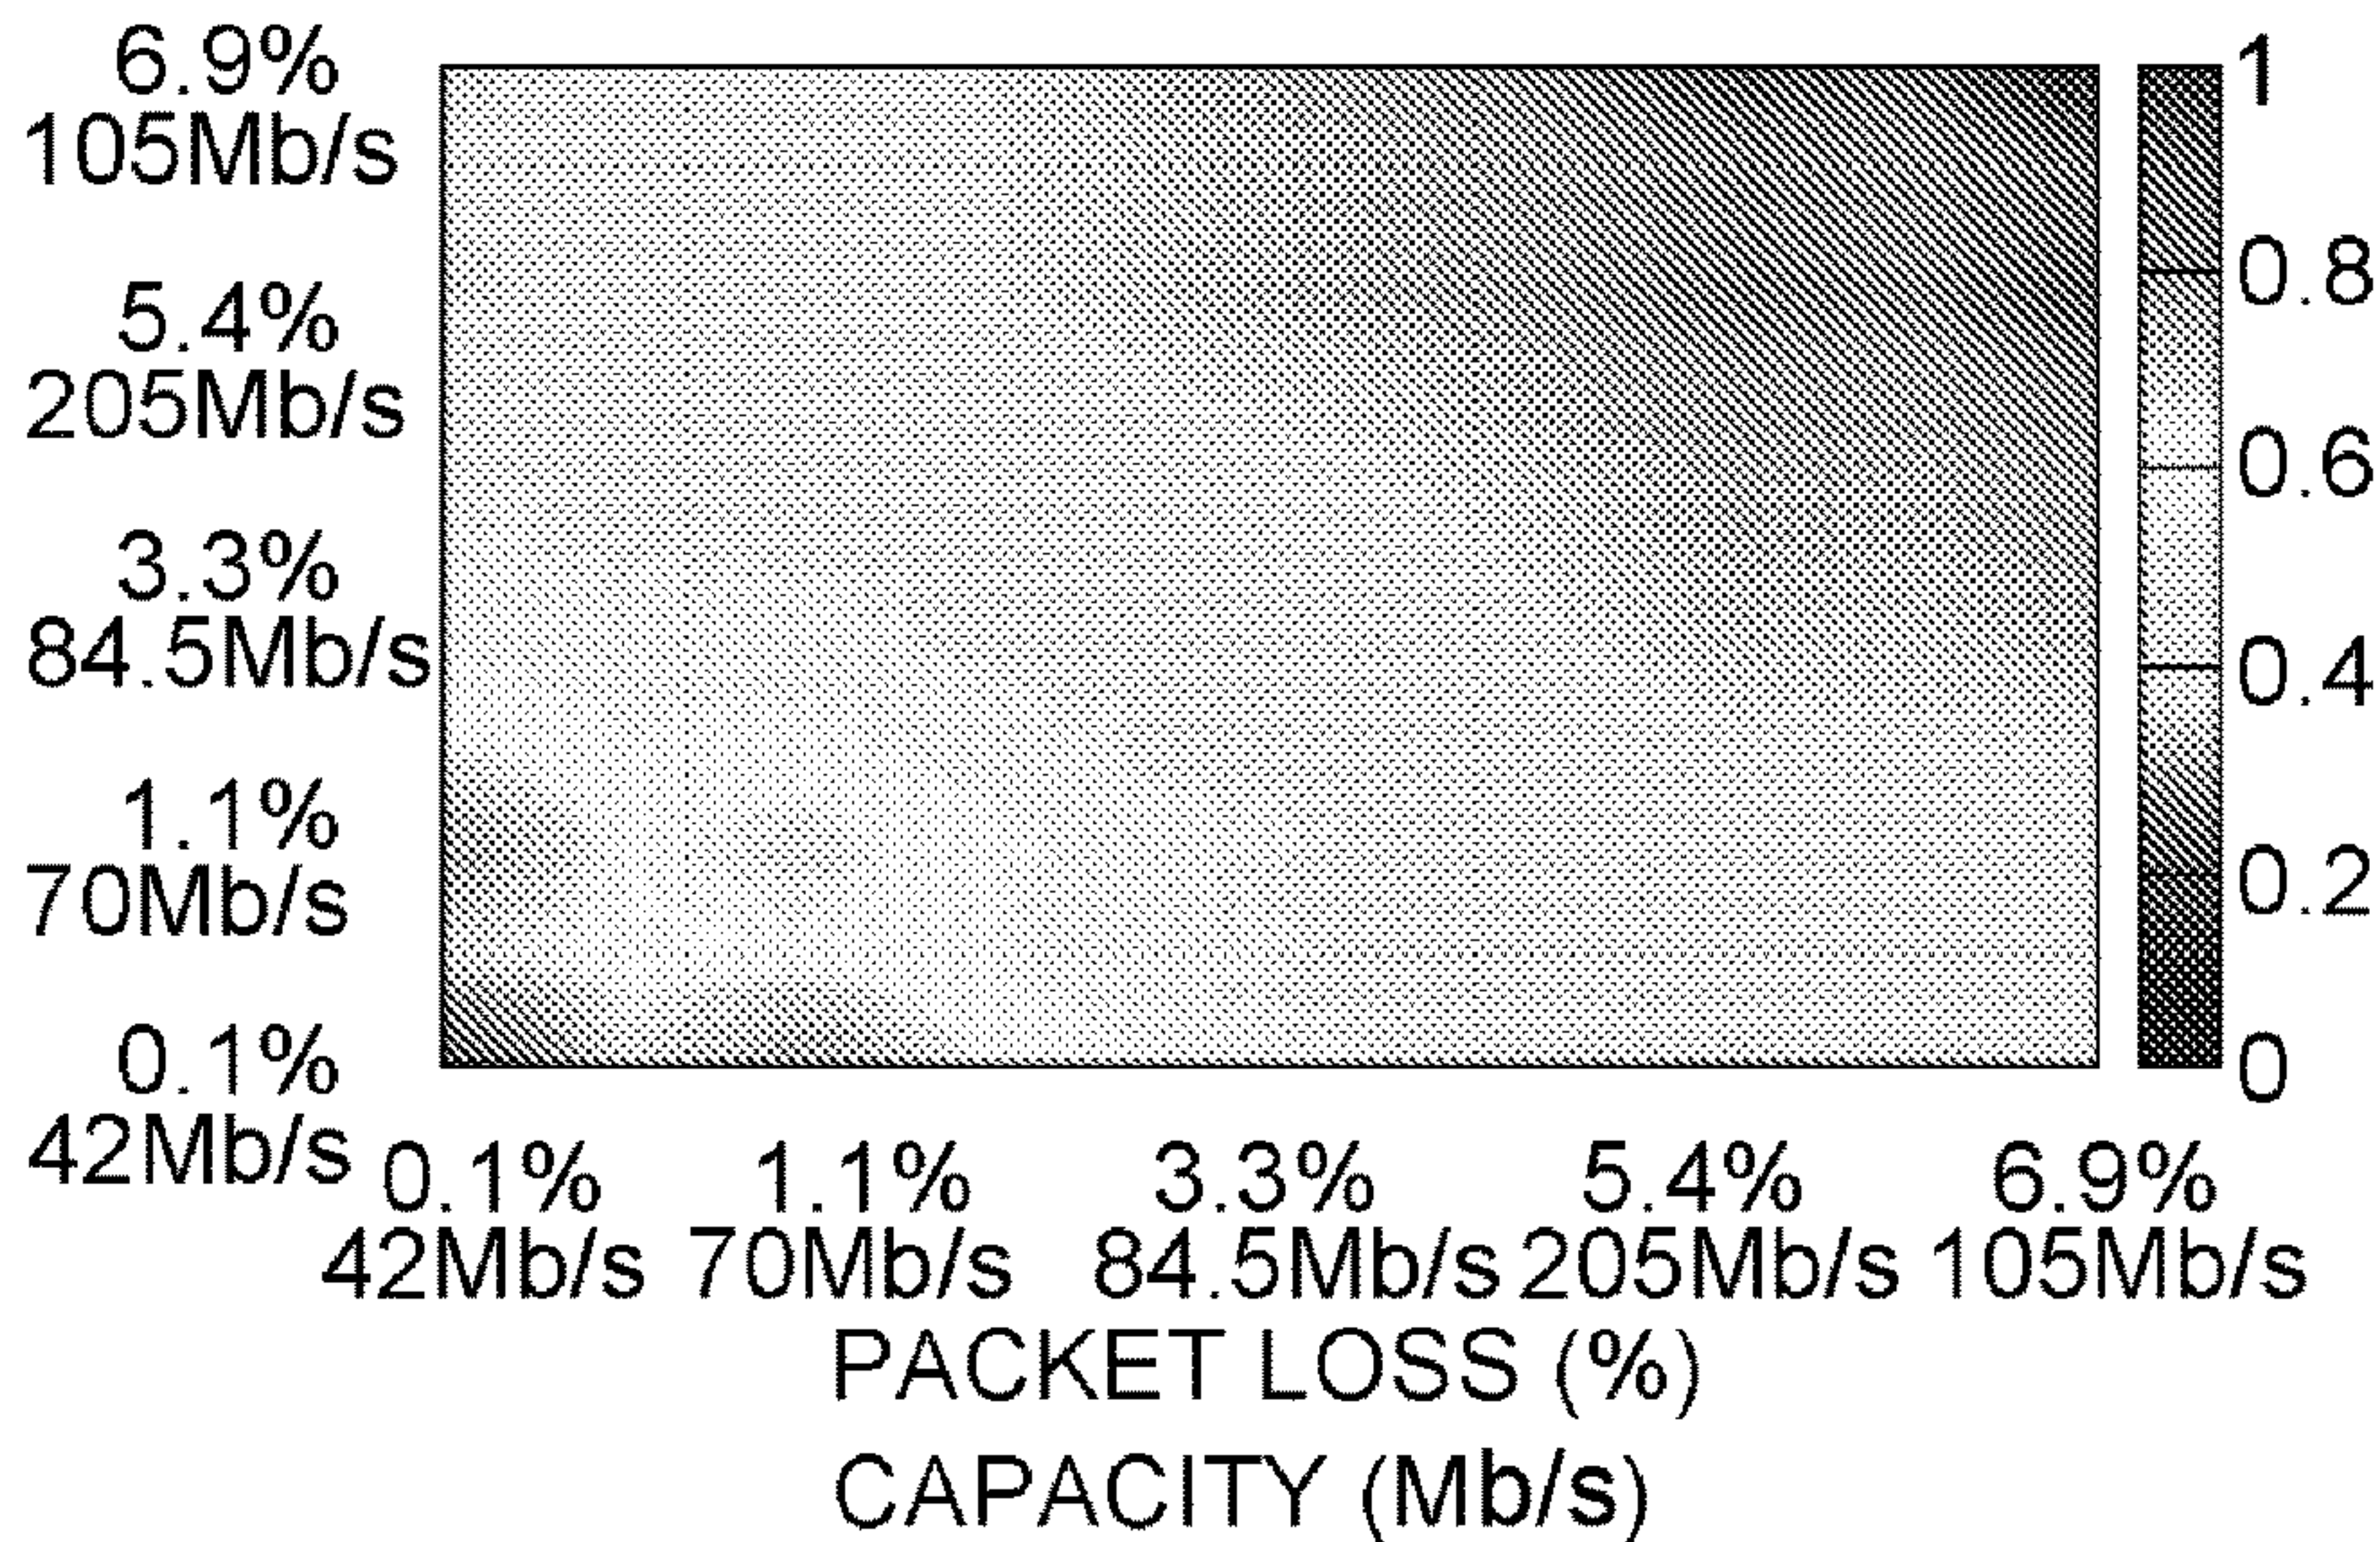 6.9%
105Mb/s
5.4%
205Mb/s
3.3%
84.5Mb/s
1.1%
70Mb/s
0.1%
42Mb/s
1
0.8
0.6
0.4
0.2
0
0.1% 1.1% 3.3% 5.4% 6.9%
42Mb/s 70Mb/s 84.5Mb/s 205Mb/s 105Mb/s
PACKET LOSS (%)
CAPACITY (Mb/s)